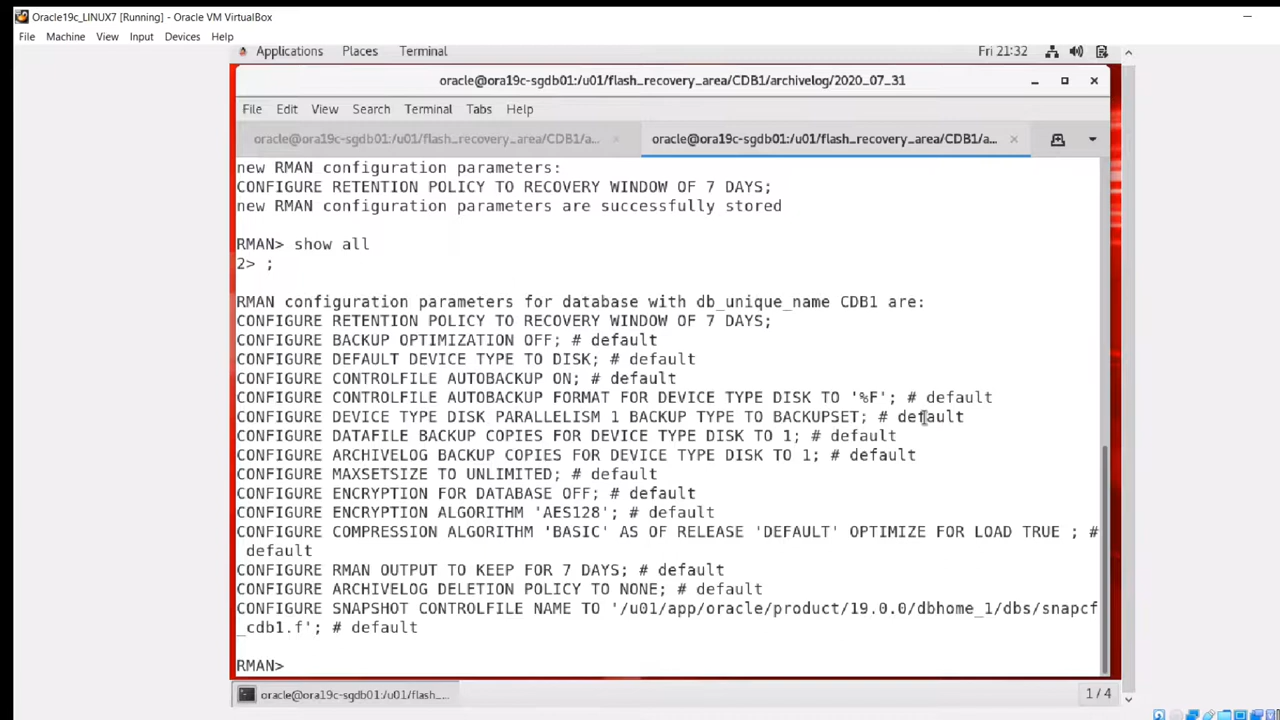 Oracle19c_LINUX7 [Running] - Oracle VM VirtualBox
File Machine View Input Devices Help
Applications Places Terminal Fri 21:32
oracle@ora19c-sgdb01:/u01/flash_recovery_area/CDB1/archivelog/2020_07_31
File Edit View Search Terminal Tabs Help
oracle@ora19c-sgdb01:/u01/flash_recovery_area/CDB1/a... oracle@ora19c-sgdb01:/u01/flash_recovery_area/CDB1/a...
new RMAN configuration parameters:
CONFIGURE RETENTION POLICY TO RECOVERY WINDOW OF 7 DAYS;
new RMAN configuration parameters are successfully stored
RMAN> show all
2> ;
RMAN configuration parameters for database with db_unique_name CDB1 are:
CONFIGURE RETENTION POLICY TO RECOVERY WINDOW OF 7 DAYS;
CONFIGURE BACKUP OPTIMIZATION OFF; # default
CONFIGURE DEFAULT DEVICE TYPE TO DISK; # default
CONFIGURE CONTROLFILE AUTOBACKUP ON; # default
CONFIGURE CONTROLFILE AUTOBACKUP FORMAT FOR DEVICE TYPE DISK TO '%F'; # default
CONFIGURE DEVICE TYPE DISK PARALLELISM 1 BACKUP TYPE TO BACKUPSET; # default
CONFIGURE DATAFILE BACKUP COPIES FOR DEVICE TYPE DISK TO 1; # default
CONFIGURE ARCHIVELOG BACKUP COPIES FOR DEVICE TYPE DISK TO 1; # default
CONFIGURE MAXSETSIZE TO UNLIMITED; # default
CONFIGURE ENCRYPTION FOR DATABASE OFF; # default
CONFIGURE ENCRYPTION ALGORITHM 'AES128'; # default
CONFIGURE COMPRESSION ALGORITHM 'BASIC' AS OF RELEASE 'DEFAULT' OPTIMIZE FOR LOAD TRUE ; #
default
CONFIGURE RMAN OUTPUT TO KEEP FOR 7 DAYS; # default
CONFIGURE ARCHIVELOG DELETION POLICY TO NONE; # default
CONFIGURE SNAPSHOT CONTROLFILE NAME TO '/u01/app/oracle/product/19.0.0/dbhome_1/dbs/snapcf
_cdb1.f'; # default
RMAN>
oracle@ora19c-sgdb01:/u01/flash_... 1 / 4